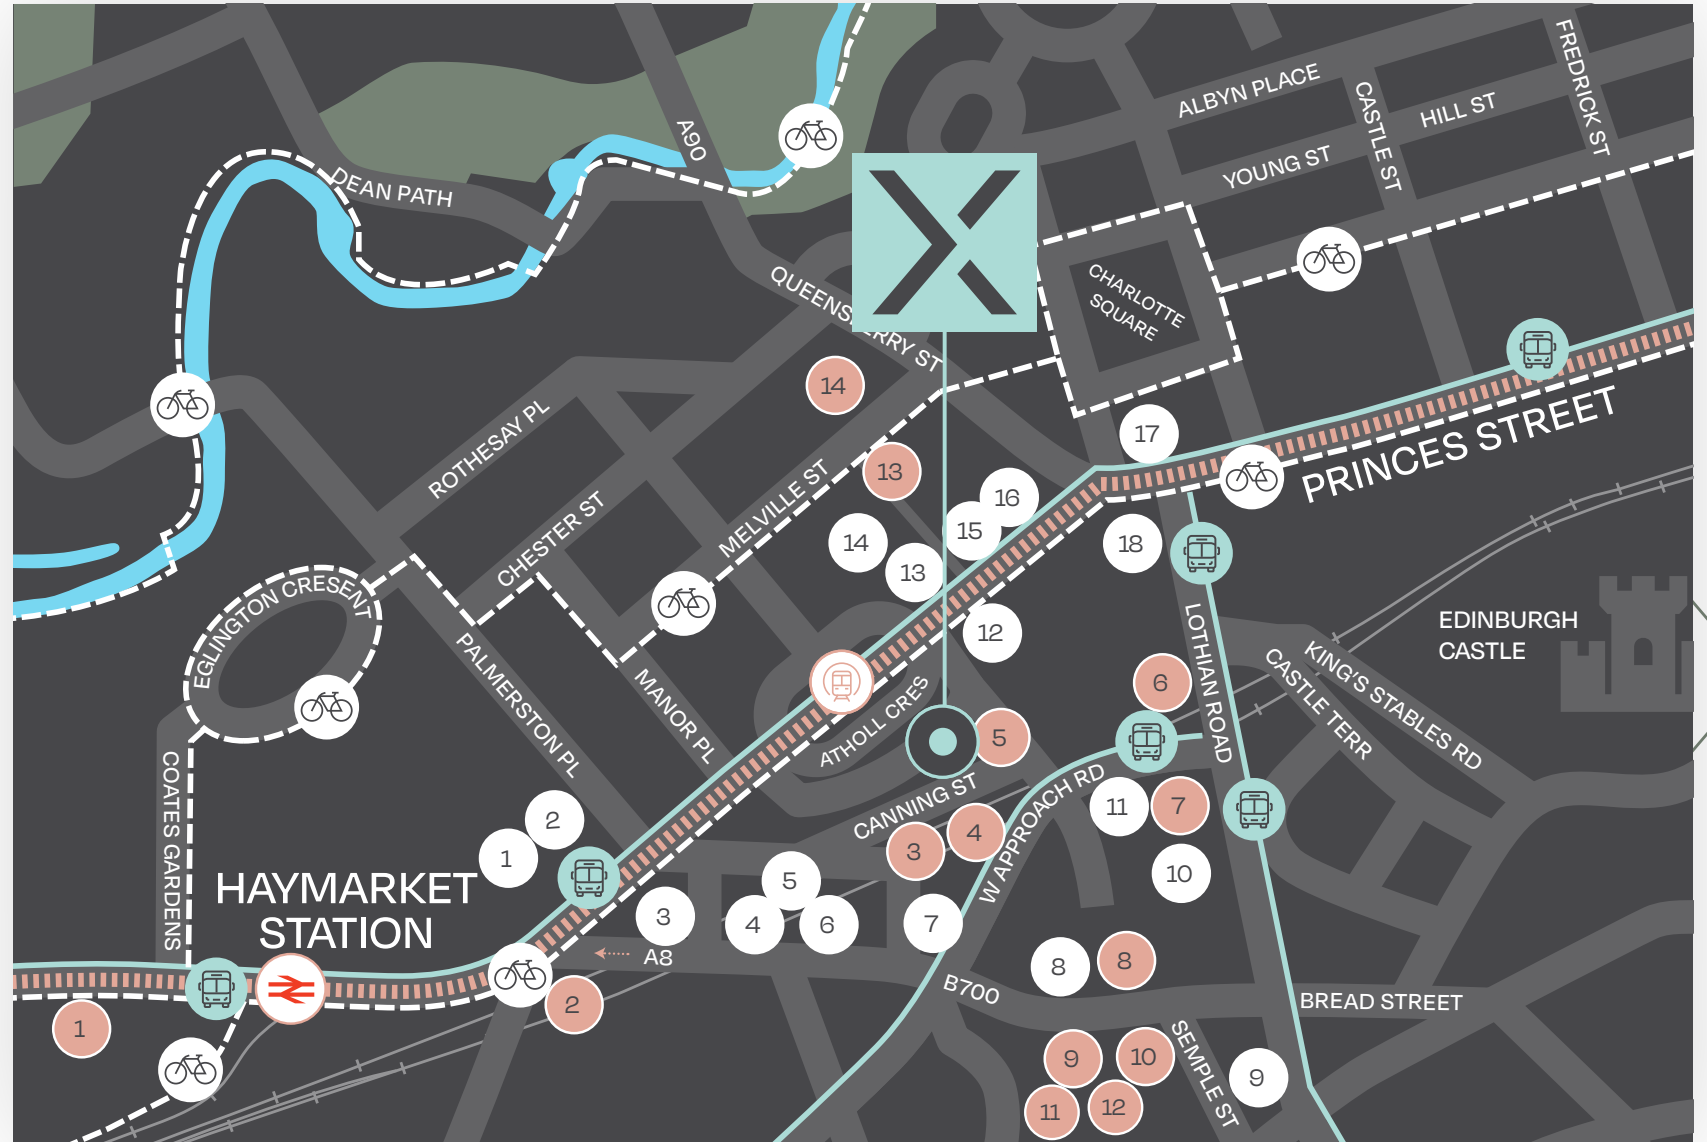 FREDRICK ST
ALBYN PLACE
CASTLE ST
HILL ST
A90
YOUNG ST
DEAN PATH
CHARLOTTE
SQUARE
QUEENSBERRY ST
14
PRINCES STREET
17
ROTHESAY PL
13
MELVILLE ST
16
CHESTER ST
15
14
18
13
EGLINGTON CRESENT
12
LOTHIAN ROAD
EDINBURGH
CASTLE
PALMERSTON PL
KING'S STABLES RD
CASTLE TERR
MANOR PL
6
ATHOLL CRES
5
COATES GARDENS
CANNING ST
W APPROACH RD
11
7
2
4
1
3
10
5
HAYMARKET
STATION
3
4
6
7
A8
8
8
B700
2
BREAD STREET
1
SEMPLE ST
9
10
9
11
12